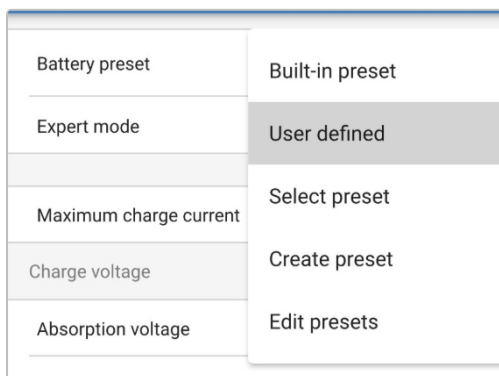 Battery preset
Expert mode
Maximum charge current
Charge voltage
Absorption voltage
Built-in preset
User defined
Select preset
Create preset
Edit presets